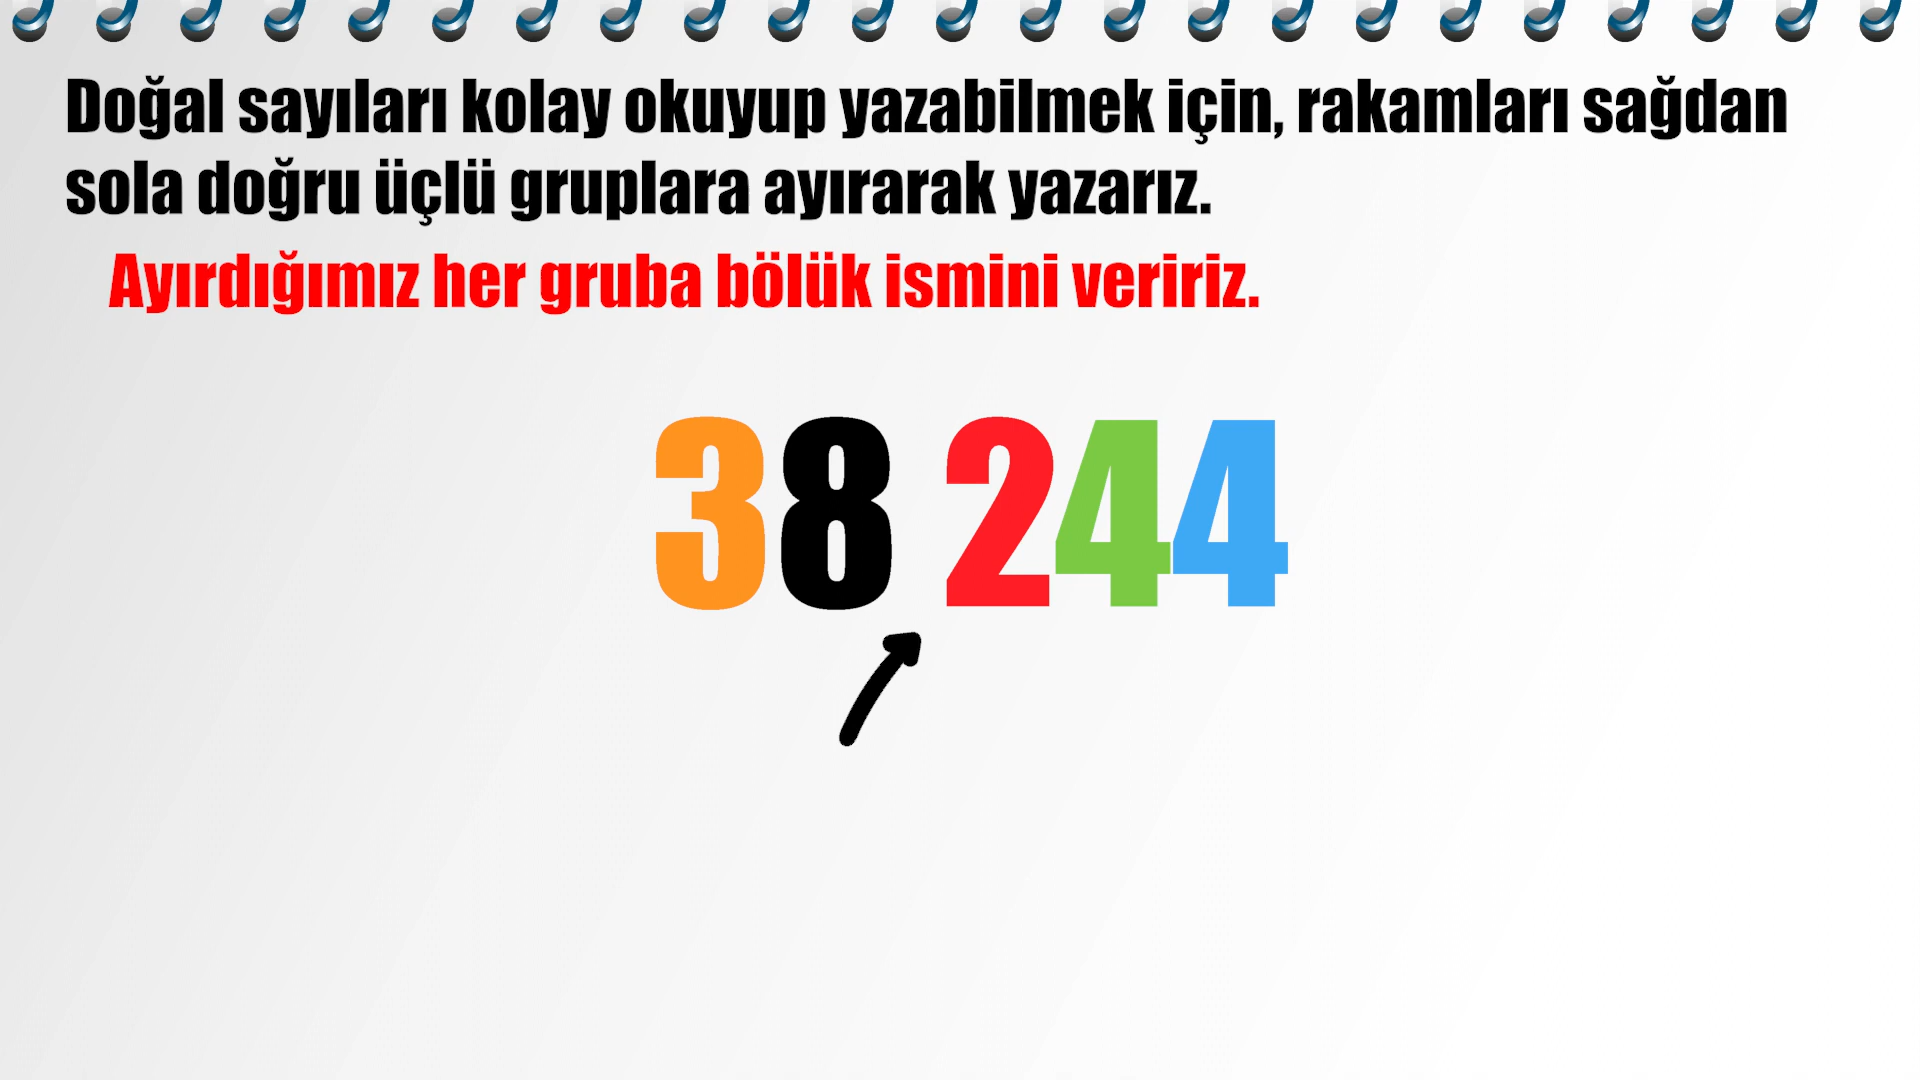 Doğal sayıları kolay okuyup yazabilmek için, rakamları sağdan
sola doğru üçlü gruplara ayırarak yazarız.
Ayırdığımız her gruba bölük ismini veririz.
38 244